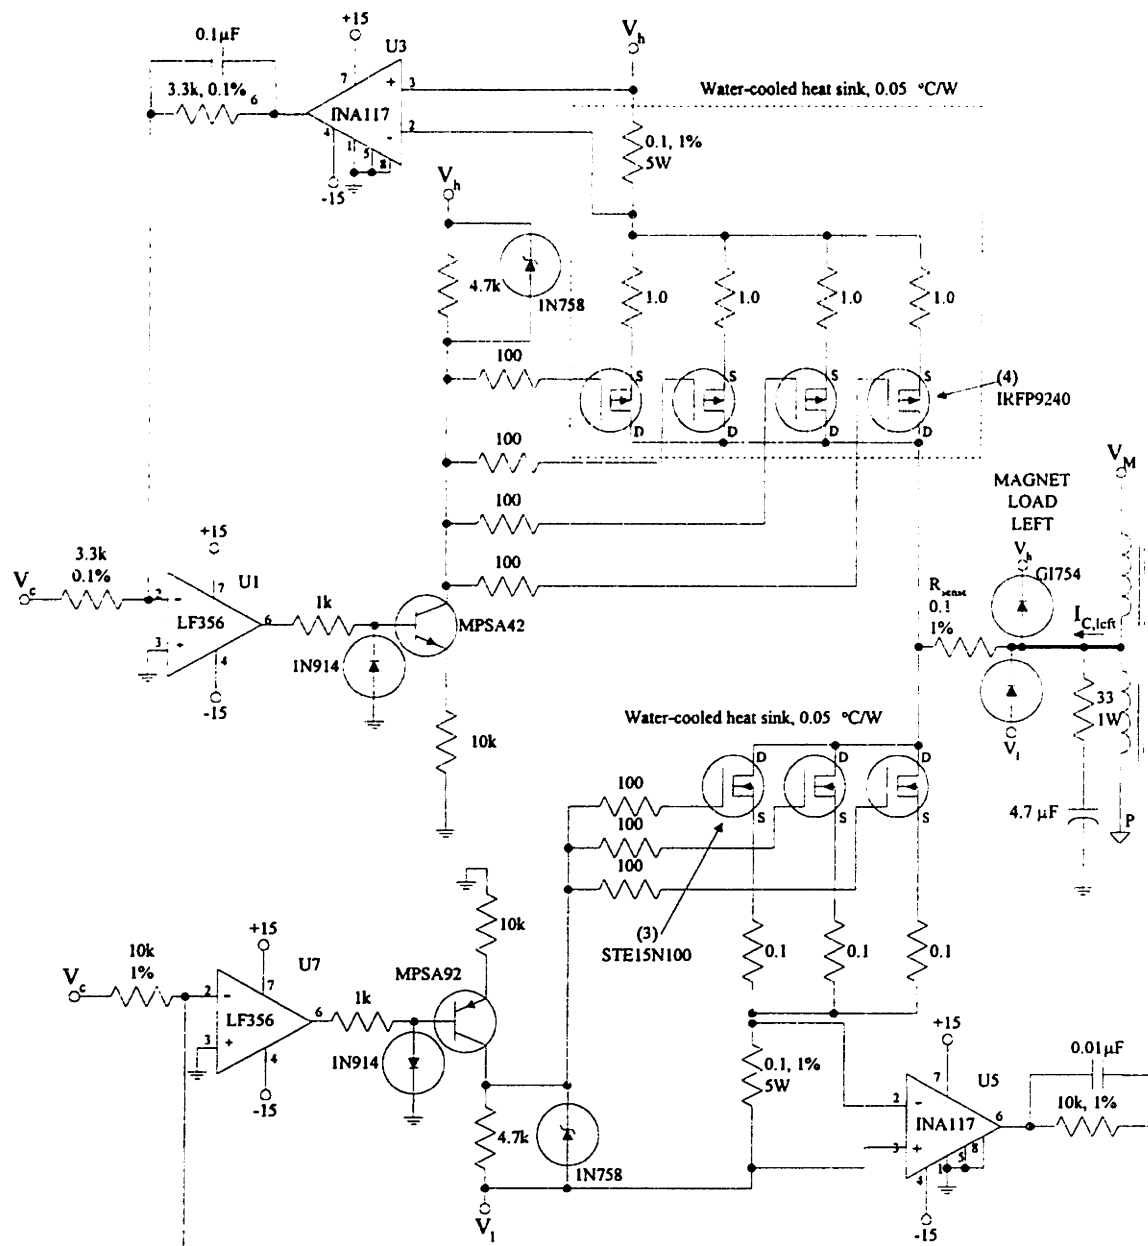 +15
0.1µF
U3
V_h
3.3k, 0.1%
6
7
3
+
INA117
-
2
4
1
5
8
-15
Water-cooled heat sink, 0.05 °C/W
0.1, 1%
5W
V_h
4.7k
1N758
1.0
1.0
1.0
1.0
100
S
S
S
S
D
D
D
D
(4)
IRFP9240
100
100
100
V_M
MAGNET
LOAD
LEFT
V_h
GI754
R_sense
0.1
1%
I_C,left
3.3k
0.1%
V_c
+15
U1
2
-
7
LF356
6
3
+
4
-15
1k
MPSA42
1N914
10k
V_l
33
1W
4.7 µF
P
Water-cooled heat sink, 0.05 °C/W
D
D
D
S
S
S
100
100
100
(3)
STE15N100
0.1
0.1
0.1
10k
10k
1%
V_c
+15
U7
2
-
7
LF356
6
3
+
4
-15
1k
MPSA92
1N914
4.7k
1N758
V_l
0.1, 1%
5W
+15
U5
7
2
-
INA117
6
3
+
4
1
5
8
-15
0.01µF
10k, 1%